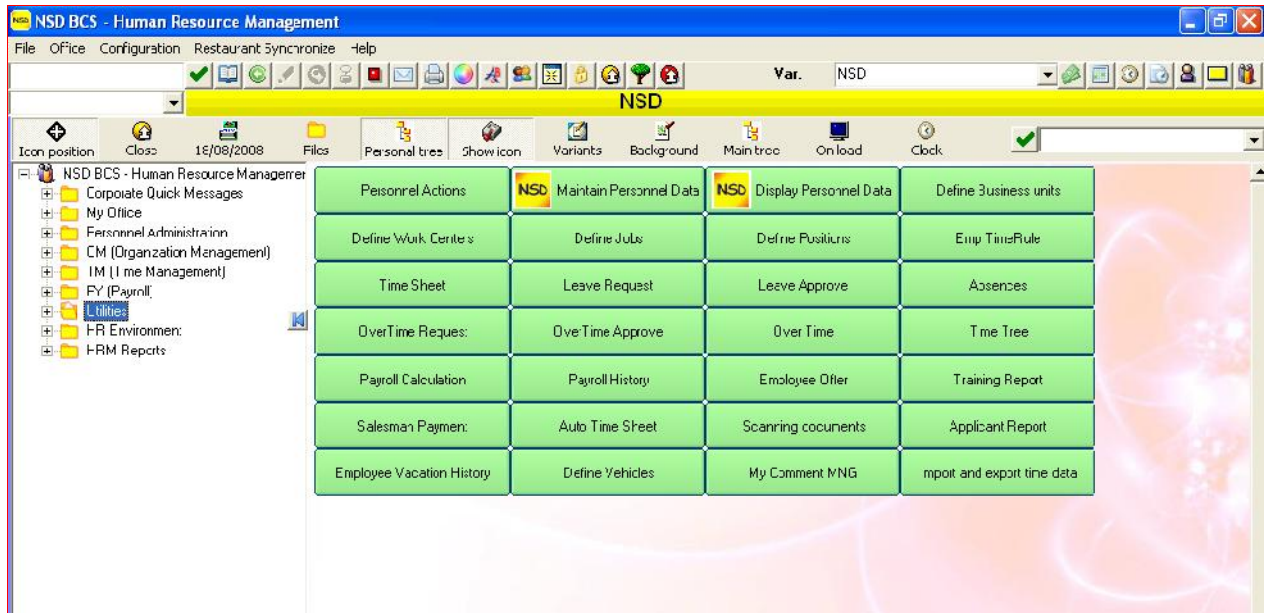 NSD BCS - Human Resource Management
File Office Configuration Restaurant Synchronize Help
Var. NSD
NSD
Icon position Close 18/08/2008 Files Personal tree Show icon Variants Background Main tree On load Clock
NSD BCS - Human Resource Managemer
Corporate Quick Messages
My Office
Personnel Administration
OM (Organzation Management)
TM (Time Management)
PY (Payroll)
Utilities
HR Environment
HRM Reports
Personnel Actions NSD Maintain Personnel Data NSD Display Personnel Data Define Business units
Define Work Centers Define Jobs Define Positions Emp TimeRule
Time Sheet Leave Request Leave Approve Absences
OverTime Request OverTime Approve Over Time Time Tree
Payroll Calculation Payroll History Employee Offer Training Report
Salesman Payment Auto Time Sheet Scanning documents Applicant Report
Employee Vacation History Define Vehicles My Comment MNG mport and export time data